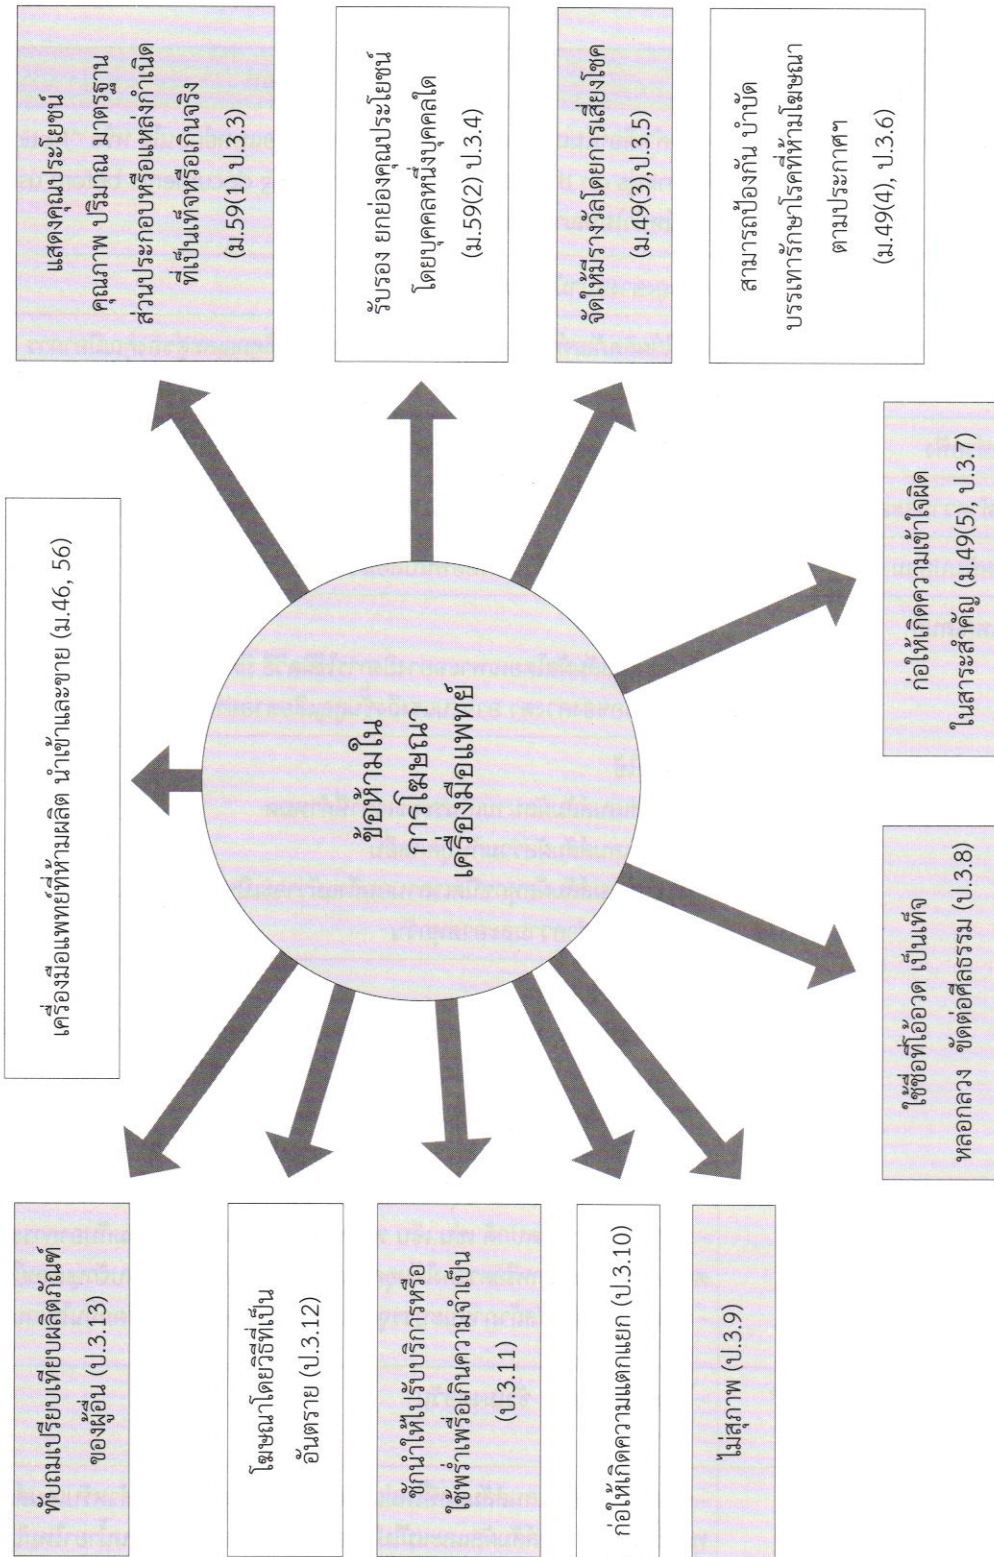 ข้อห้ามใน
การโฆษณา
เครื่องมือแพทย์
เครื่องมือแพทย์ที่ห้ามผลิต นำเข้าและขาย (ม.46, 56)
แสดงคุณประโยชน์
คุณภาพ ปริมาณ มาตรฐาน
ส่วนประกอบหรือแหล่งกำเนิด
ที่เป็นเท็จหรือเกินจริง
(ม.59(1) ป.3.3)
รับรอง ยกย่องคุณประโยชน์
โดยบุคคลหนึ่งบุคคลใด
(ม.59(2) ป.3.4)
จัดให้มีรางวัลโดยการเสี่ยงโชค
(ม.49(3),ป.3.5)
สามารถป้องกัน บำบัด
บรรเทารักษาโรคที่ห้ามโฆษณา
ตามประกาศฯ
(ม.49(4), ป.3.6)
ก่อให้เกิดความเข้าใจผิด
ในสาระสำคัญ (ม.49(5), ป.3.7)
ใช้ชื่อที่โอ้อวด เป็นเท็จ
หลอกลวง ขัดต่อศีลธรรม (ป.3.8)
ไม่สุภาพ (ป.3.9)
ก่อให้เกิดความแตกแยก (ป.3.10)
ชักนำให้ไปรับบริการหรือ
ใช้พร่ำเพรื่อเกินความจำเป็น
(ป.3.11)
โฆษณาโดยวิธีที่เป็น
อันตราย (ป.3.12)
ทับถมเปรียบเทียบผลิตภัณฑ์
ของผู้อื่น (ป.3.13)